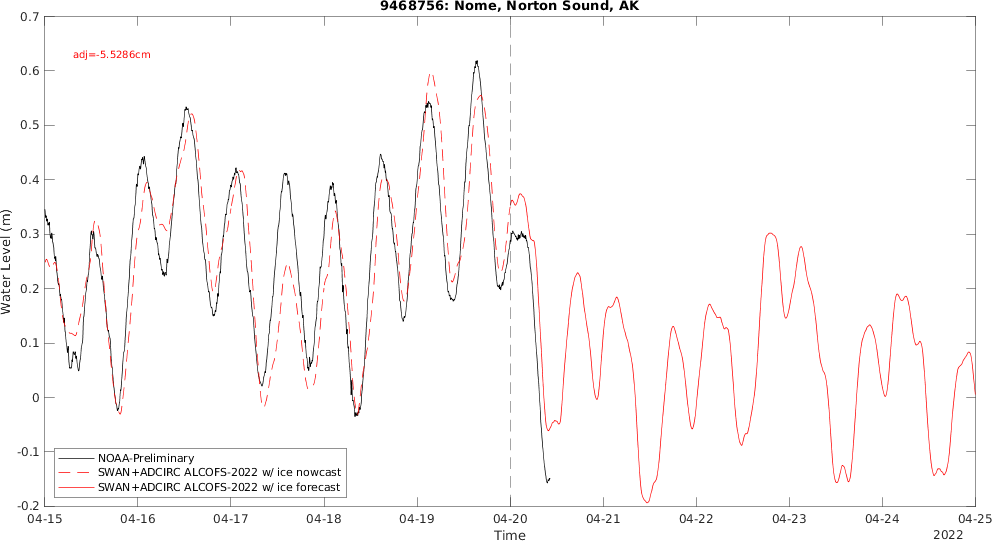 9468756: Nome, Norton Sound, AK
adj=-5.5286cm
Water Level (m)
0.7
0.6
0.5
0.4
0.3
0.2
0.1
0
-0.1
-0.2
NOAA-Preliminary
SWAN+ADCIRC ALCOFS-2022 w/ ice nowcast
SWAN+ADCIRC ALCOFS-2022 w/ ice forecast
04-15 04-16 04-17 04-18 04-19 04-20 04-21 04-22 04-23 04-24 04-25
Time
2022